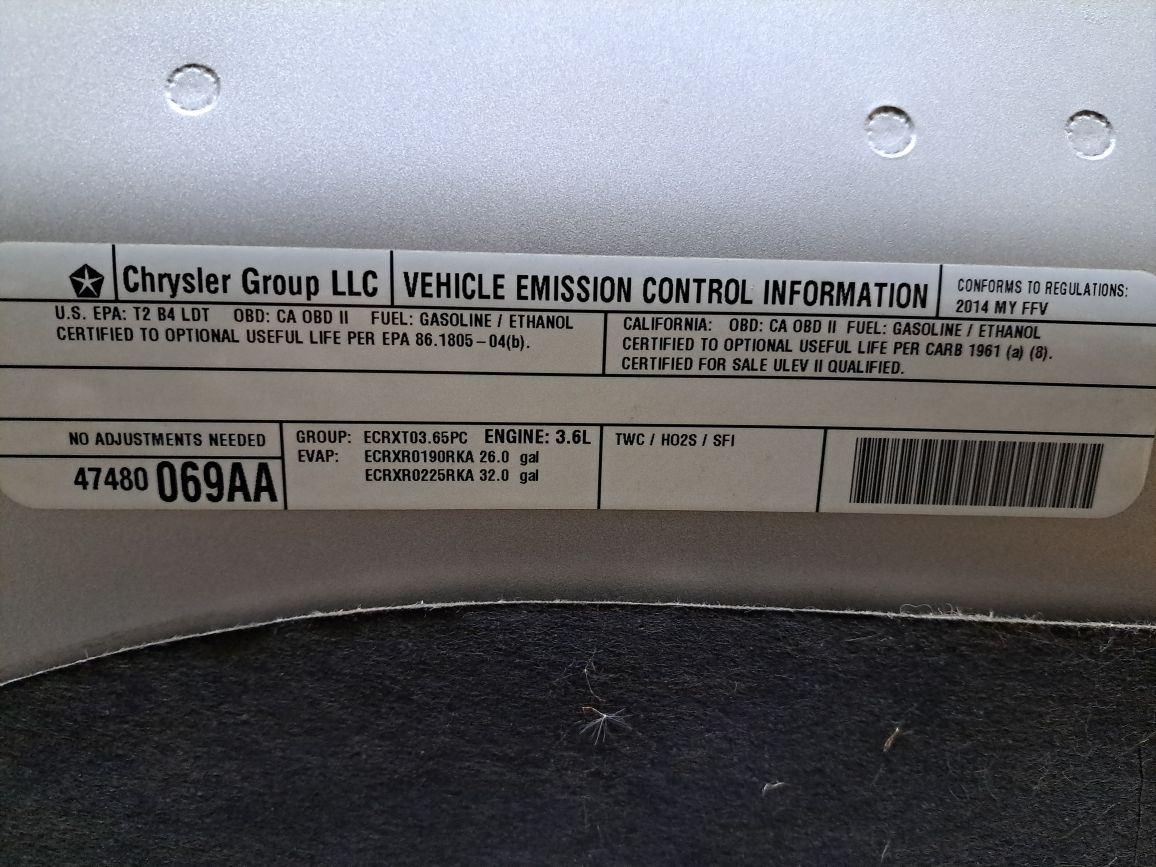 Chrysler Group LLC
VEHICLE EMISSION CONTROL INFORMATION
CONFORMS TO REGULATIONS:
2014 MY FFV
U.S. EPA: T2 B4 LDT OBD: CA OBD II FUEL: GASOLINE / ETHANOL
CERTIFIED TO OPTIONAL USEFUL LIFE PER EPA 86.1805-04(b).
CALIFORNIA: OBD: CA OBD II FUEL: GASOLINE / ETHANOL
CERTIFIED TO OPTIONAL USEFUL LIFE PER CARB 1961 (a) (8).
CERTIFIED FOR SALE ULEV II QUALIFIED.
NO ADJUSTMENTS NEEDED
47480 069AA
GROUP: ECRXT03.65PC ENGINE: 3.6L
EVAP: ECRXR0190RKA 26.0 gal
ECRXR0225RKA 32.0 gal
TWC / HO2S / SFI